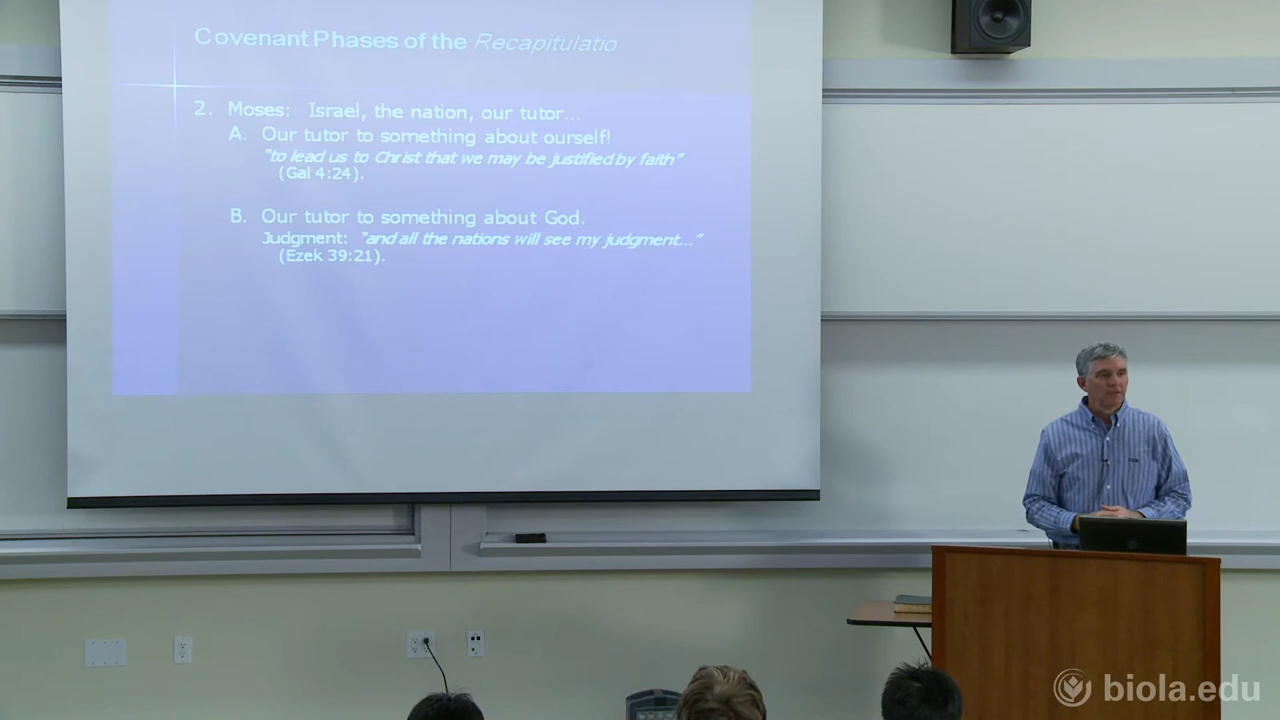 Covenant Phases of the Recapitulatio
2. Moses: Israel, the nation, our tutor...
A. Our tutor to something about ourself!
"to lead us to Christ that we may be justified by faith"
(Gal 4:24).
B. Our tutor to something about God.
Judgment: "and all the nations will see my judgment..."
(Ezek 39:21).
biola.edu